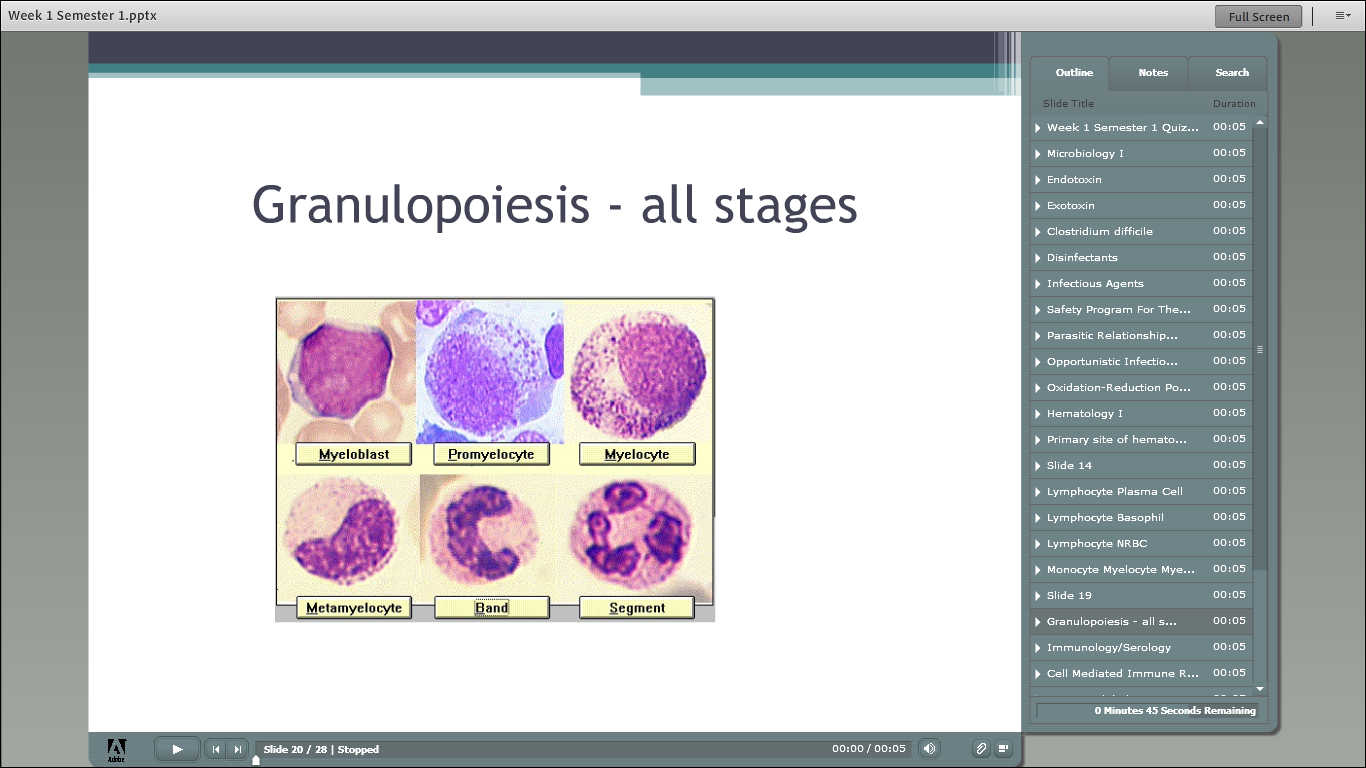 Week 1 Semester 1.pptx
Full Screen
Granulopoiesis - all stages
Myeloblast
Promyelocyte
Myelocyte
Metamyelocyte
Band
Segment
Outline
Notes
Search
Slide Title Duration
Week 1 Semester 1 Quiz... 00:05
Microbiology I 00:05
Endotoxin 00:05
Exotoxin 00:05
Clostridium difficile 00:05
Disinfectants 00:05
Infectious Agents 00:05
Safety Program For The... 00:05
Parasitic Relationship... 00:05
Opportunistic Infectio... 00:05
Oxidation-Reduction Po... 00:05
Hematology I 00:05
Primary site of hemato... 00:05
Slide 14 00:05
Lymphocyte Plasma Cell 00:05
Lymphocyte Basophil 00:05
Lymphocyte NRBC 00:05
Monocyte Myelocyte Mye... 00:05
Slide 19 00:05
Granulopoiesis - all s... 00:05
Immunology/Serology 00:05
Cell Mediated Immune R... 00:05
0 Minutes 45 Seconds Remaining
Adobe
Slide 20 / 28 | Stopped
00:00 / 00:05